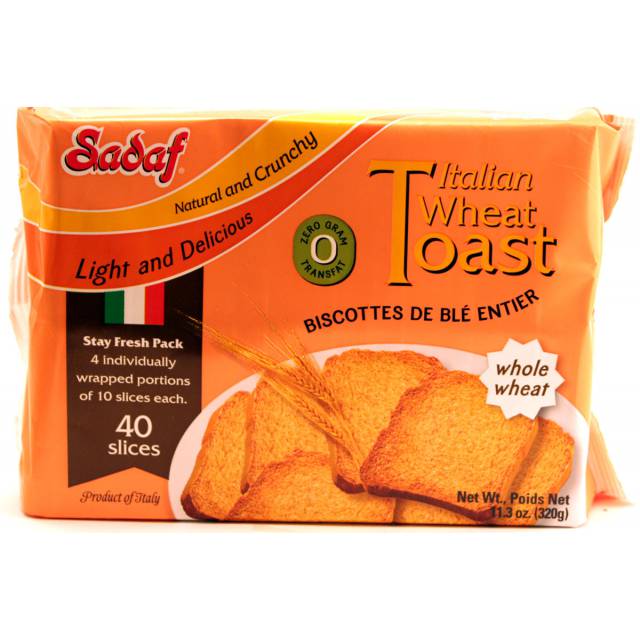 Sadaf®
Natural and Crunchy
Light and Delicious
Italian
Wheat
Toast
ZERO GRAM
0
TRANSFAT
BISCOTTES DE BLÉ ENTIER
whole
wheat
Stay Fresh Pack
4 individually
wrapped portions
of 10 slices each.
40
slices
Product of Italy
Net Wt., Poids Net
11.3 oz. (320g)